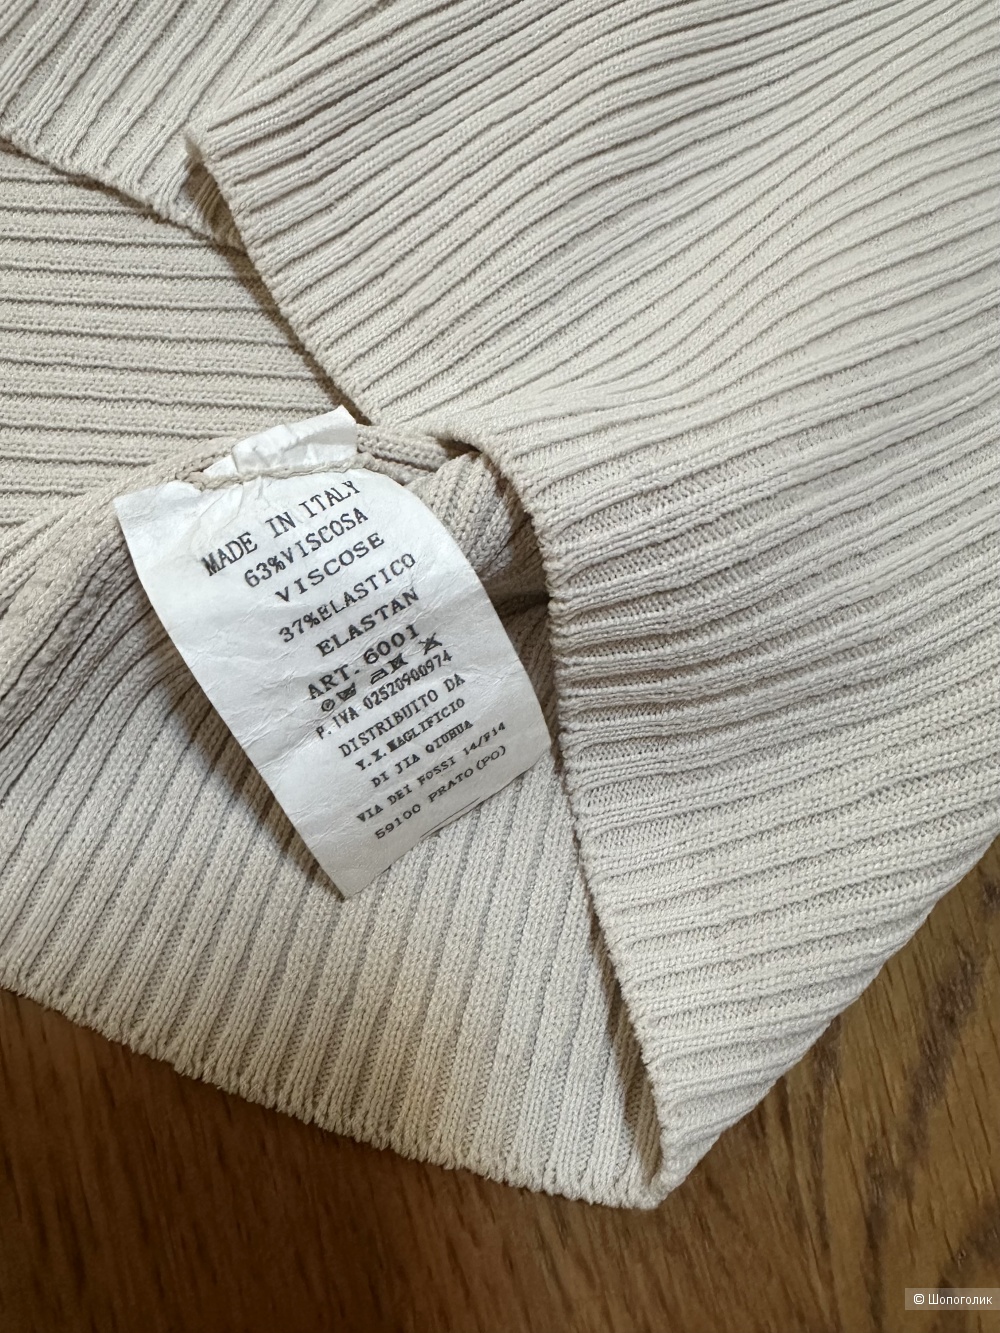 MADE IN ITALY
63%VISCOSA
VISCOSE
37%ELASTICO
ELASTAN
ART. 6001
P.IVA 02520900974
DISTRIBUITO DA
Y.X.MAGLIFICIO
DI JIA QIUHUA
VIA DEI FOSSI 14/F14
59100 PRATO(PO)
© Шопоголик